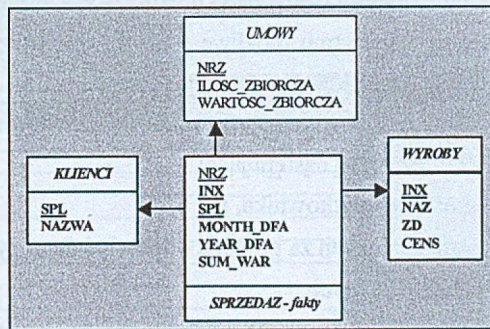 UMOWY
NRZ
ILOSC_ZBIORCZA
WARTOSC_ZBIORCZA
KLIENCI
SPL
NAZWA
NRZ
INX
SPL
MONTH_DFA
YEAR_DFA
SUM_WAR
SPRZEDAZ - fakty
WYROBY
INX
NAZ
ZD
CENS